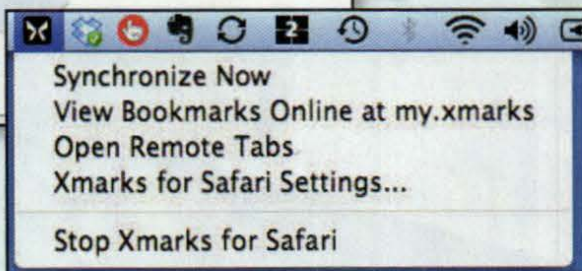 2
Synchronize Now
View Bookmarks Online at my.xmarks
Open Remote Tabs
Xmarks for Safari Settings...
Stop Xmarks for Safari